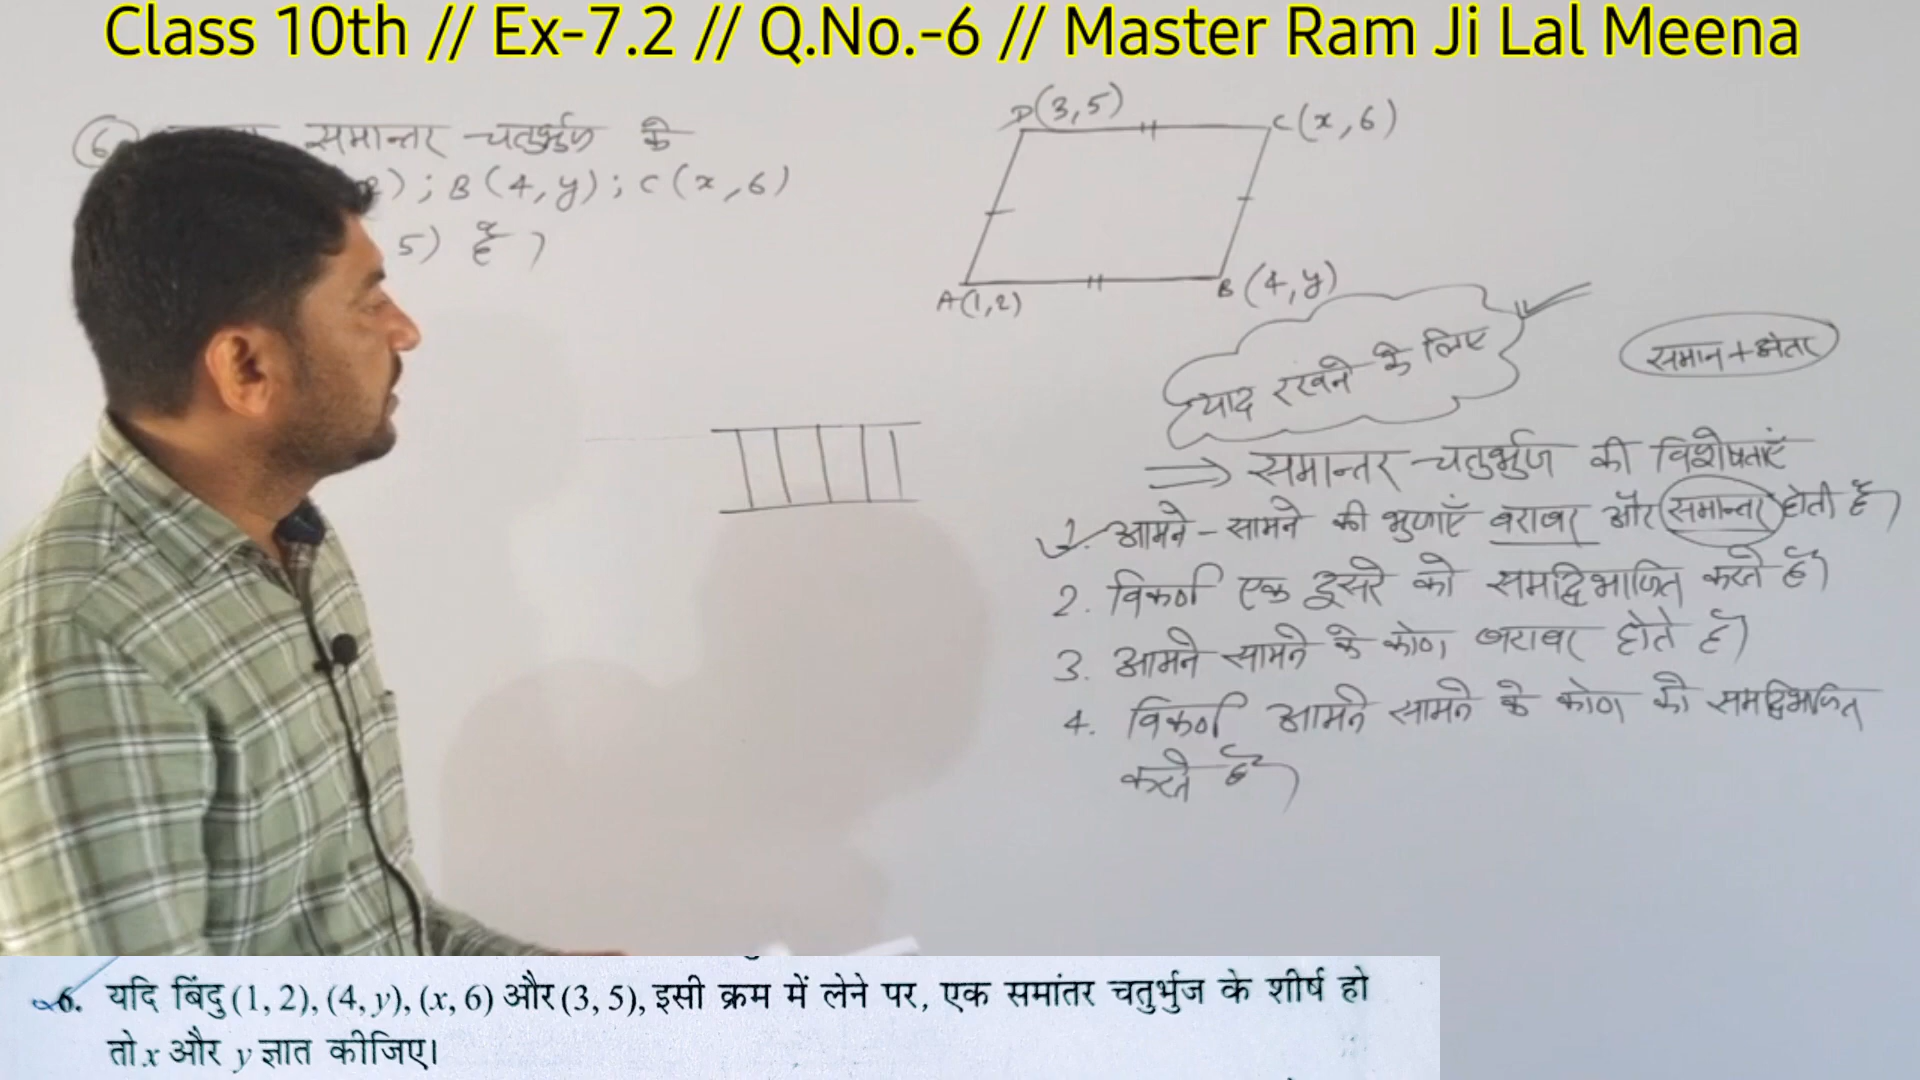 Class 10th // Ex-7.2 // Q.No.-6 // Master Ram Ji Lal Meena
6 समान्तर चतुर्भुज के
2) ; B (4, y) ; C (x, 6)
5) है।
D(3,5)
C(x,6)
A(1,2)
B (4, y)
याद रखने के लिए
समान+अंतर
⇒ समान्तर चतुर्भुज की विशेषताएँ
1. आमने-सामने की भुजाएँ बराबर और समान्तर होती हैं।
2. विकर्ण एक दूसरे को समद्विभाजित करते हैं।
3. आमने सामने के कोण बराबर होते हैं।
4. विकर्ण आमने सामने के कोण को समद्विभाजित
करते हैं।
6. यदि बिंदु (1, 2), (4, y), (x, 6) और (3, 5), इसी क्रम में लेने पर, एक समांतर चतुर्भुज के शीर्ष हो
तो x और y ज्ञात कीजिए।